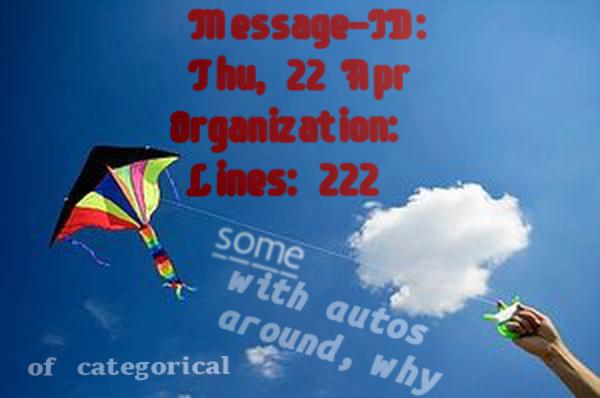 Message-ID:
Thu, 22 Apr
Organization:
Lines: 222
some
with autos
around, why
of categorical